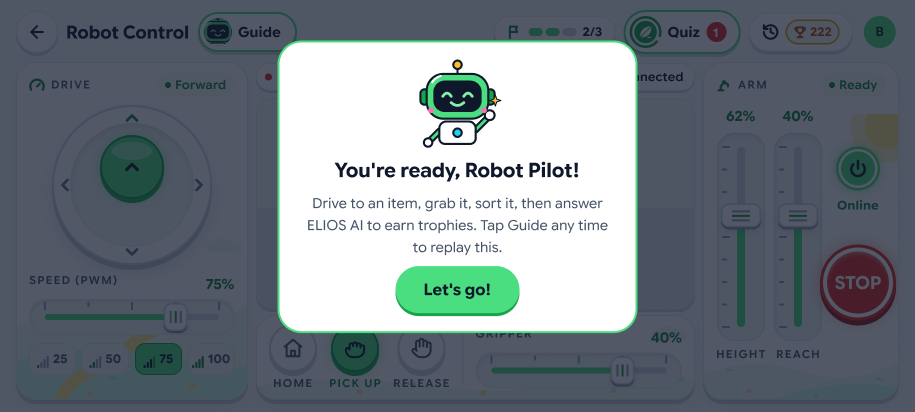 Robot Control
Guide
2/3
Quiz
1
222
B
DRIVE
Forward
nnected
ARM
Ready
62%
40%
You're ready, Robot Pilot!
Drive to an item, grab it, sort it, then answer
ELIOS AI to earn trophies. Tap Guide any time
to replay this.
Let's go!
Online
STOP
SPEED (PWM)
75%
25
50
75
100
HOME
PICK UP
RELEASE
GRIPPER
40%
HEIGHT
REACH